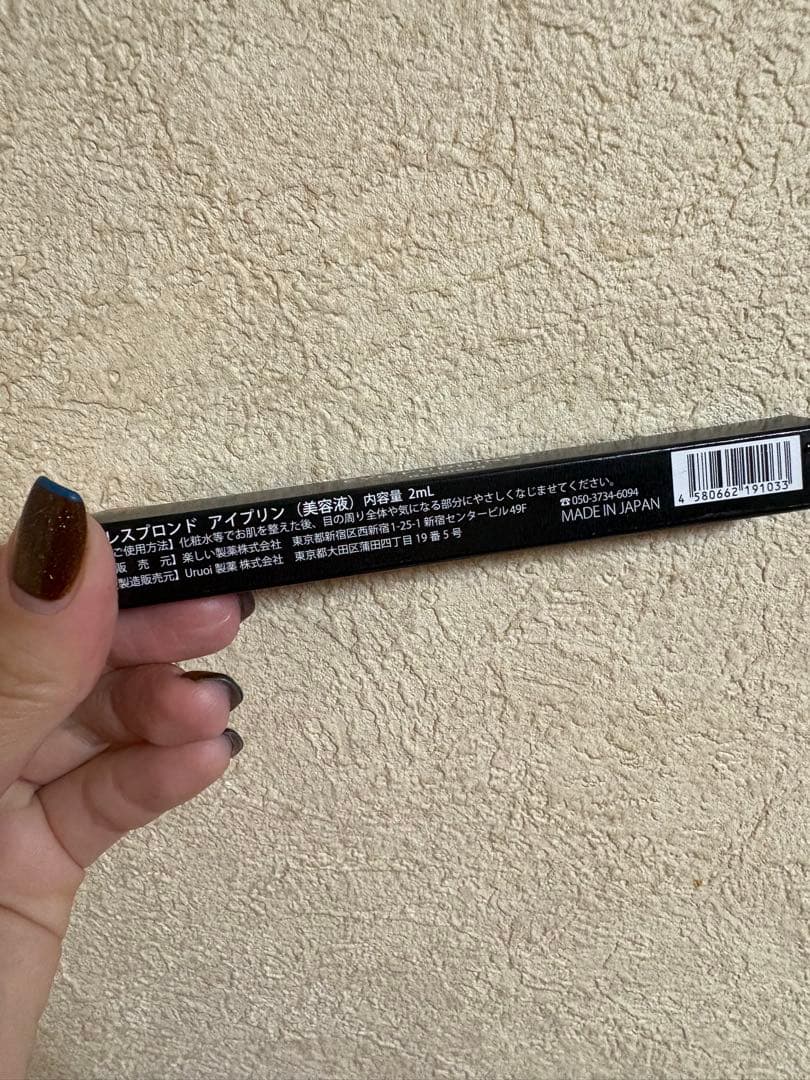 レスブロンド アイプリン（美容液）内容量 2mL
ご使用方法】化粧水等でお肌を整えた後、目の周り全体や気になる部分にやさしくなじませてください。
販 売 元】楽しい製薬株式会社 東京都新宿区西新宿1-25-1 新宿センタービル49F
製造販売元】Uruoi 製薬 株式会社 東京都大田区蒲田四丁目19番5号
☎050-3734-6094
MADE IN JAPAN
4 580662 191033